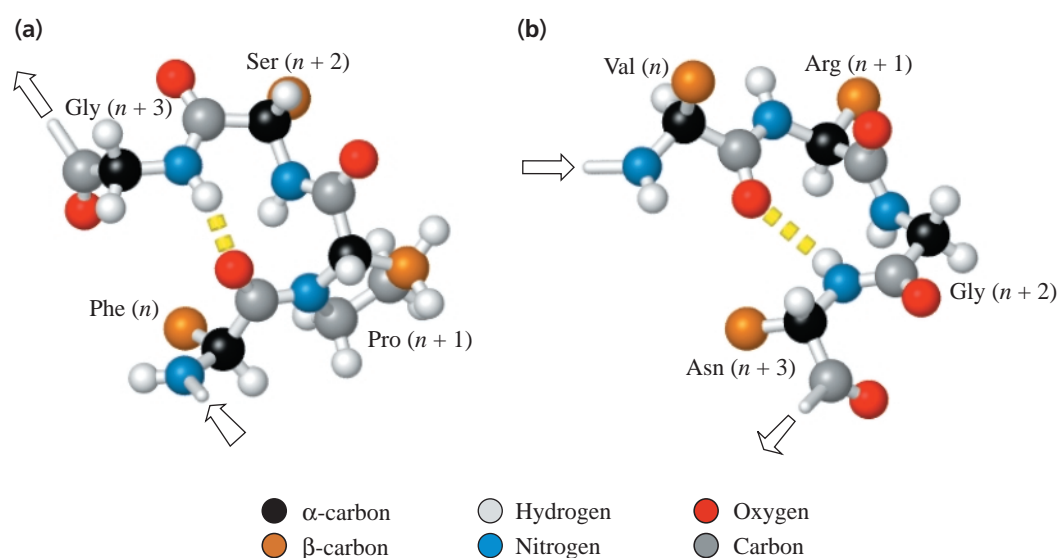 (a)
Ser (n + 2)
Gly (n + 3)
Phe (n)
Pro (n + 1)
(b)
Val (n)
Arg (n + 1)
Gly (n + 2)
Asn (n + 3)
α-carbon
Hydrogen
Oxygen
β-carbon
Nitrogen
Carbon